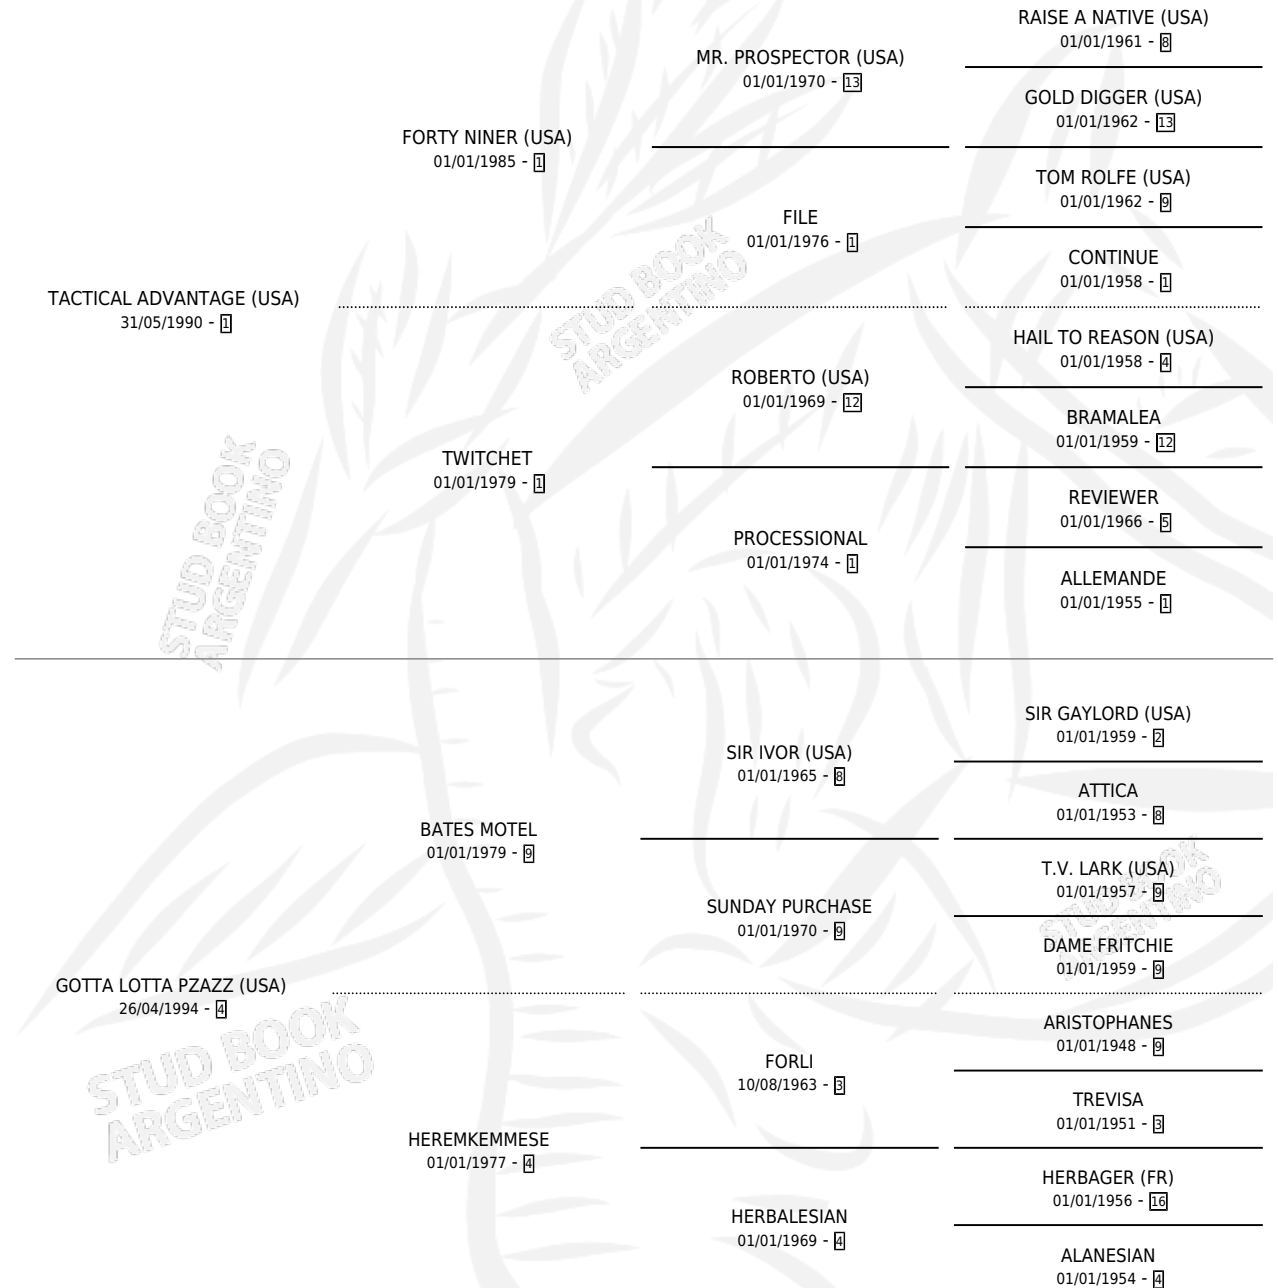 RAISE A NATIVE (USA)
01/01/1961 - 8
MR. PROSPECTOR (USA)
01/01/1970 - 13
GOLD DIGGER (USA)
01/01/1962 - 13
FORTY NINER (USA)
01/01/1985 - 1
TOM ROLFE (USA)
01/01/1962 - 9
FILE
01/01/1976 - 1
CONTINUE
01/01/1958 - 1
TACTICAL ADVANTAGE (USA)
31/05/1990 - 1
STUD BOOK
ARGENTINO
HAIL TO REASON (USA)
01/01/1958 - 4
ROBERTO (USA)
01/01/1969 - 12
BRAMALEA
01/01/1959 - 12
TWITCHET
01/01/1979 - 1
REVIEWER
01/01/1966 - 5
PROCESSIONAL
01/01/1974 - 1
ALLEMANDE
01/01/1955 - 1
STUD BOOK
ARGENTINO
SIR GAYLORD (USA)
01/01/1959 - 2
SIR IVOR (USA)
01/01/1965 - 8
ATTICA
01/01/1953 - 8
BATES MOTEL
01/01/1979 - 9
T.V. LARK (USA)
01/01/1957 - 9
SUNDAY PURCHASE
01/01/1970 - 9
DAME FRITCHIE
01/01/1959 - 9
STUD BOOK
ARGENTINO
GOTTA LOTTA PZAZZ (USA)
26/04/1994 - 4
STUD BOOK
ARGENTINO
ARISTOPHANES
01/01/1948 - 9
FORLI
10/08/1963 - 3
TREVISA
01/01/1951 - 3
HEREMKEMMESE
01/01/1977 - 4
HERBAGER (FR)
01/01/1956 - 16
HERBALESIAN
01/01/1969 - 4
ALANESIAN
01/01/1954 - 4